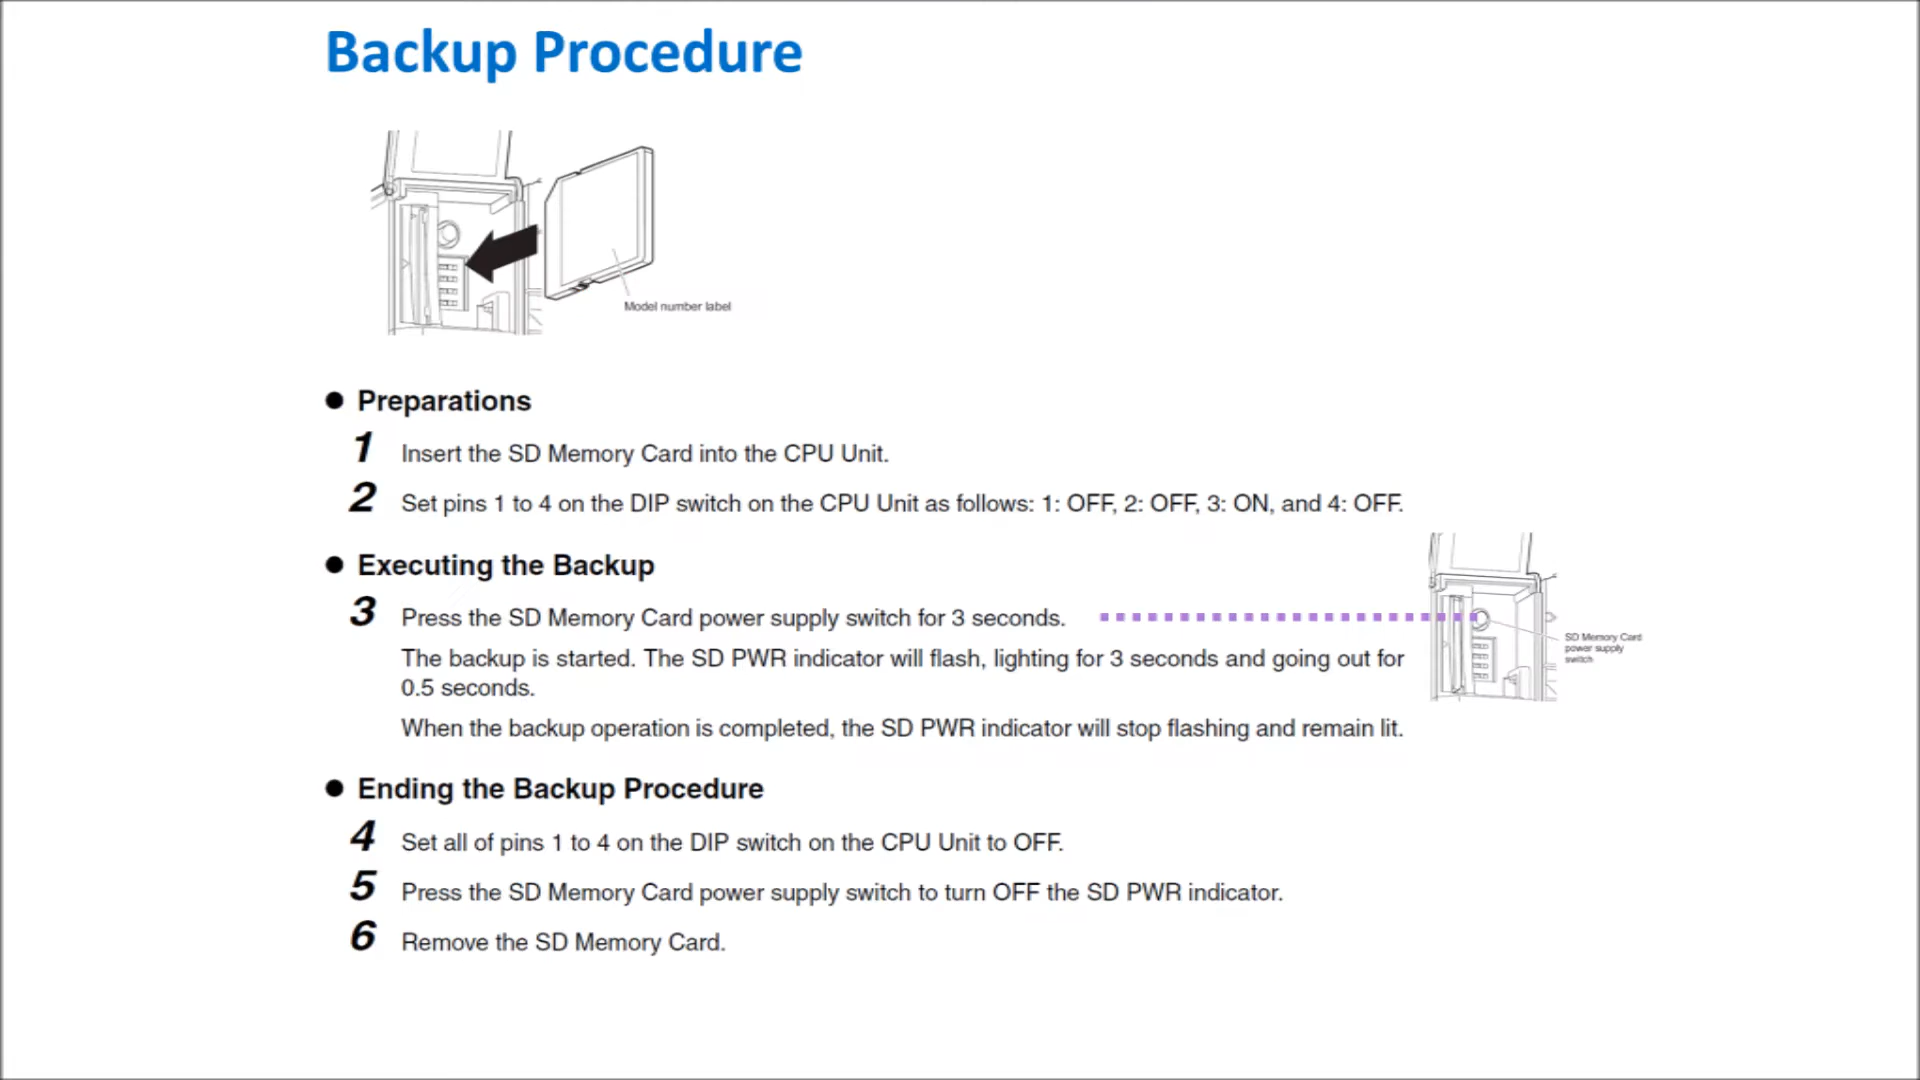 Backup Procedure
Model number label
● Preparations
1 Insert the SD Memory Card into the CPU Unit.
2 Set pins 1 to 4 on the DIP switch on the CPU Unit as follows: 1: OFF, 2: OFF, 3: ON, and 4: OFF.
● Executing the Backup
3 Press the SD Memory Card power supply switch for 3 seconds.
The backup is started. The SD PWR indicator will flash, lighting for 3 seconds and going out for
0.5 seconds.
When the backup operation is completed, the SD PWR indicator will stop flashing and remain lit.
SD Memory Card
power supply
switch
● Ending the Backup Procedure
4 Set all of pins 1 to 4 on the DIP switch on the CPU Unit to OFF.
5 Press the SD Memory Card power supply switch to turn OFF the SD PWR indicator.
6 Remove the SD Memory Card.